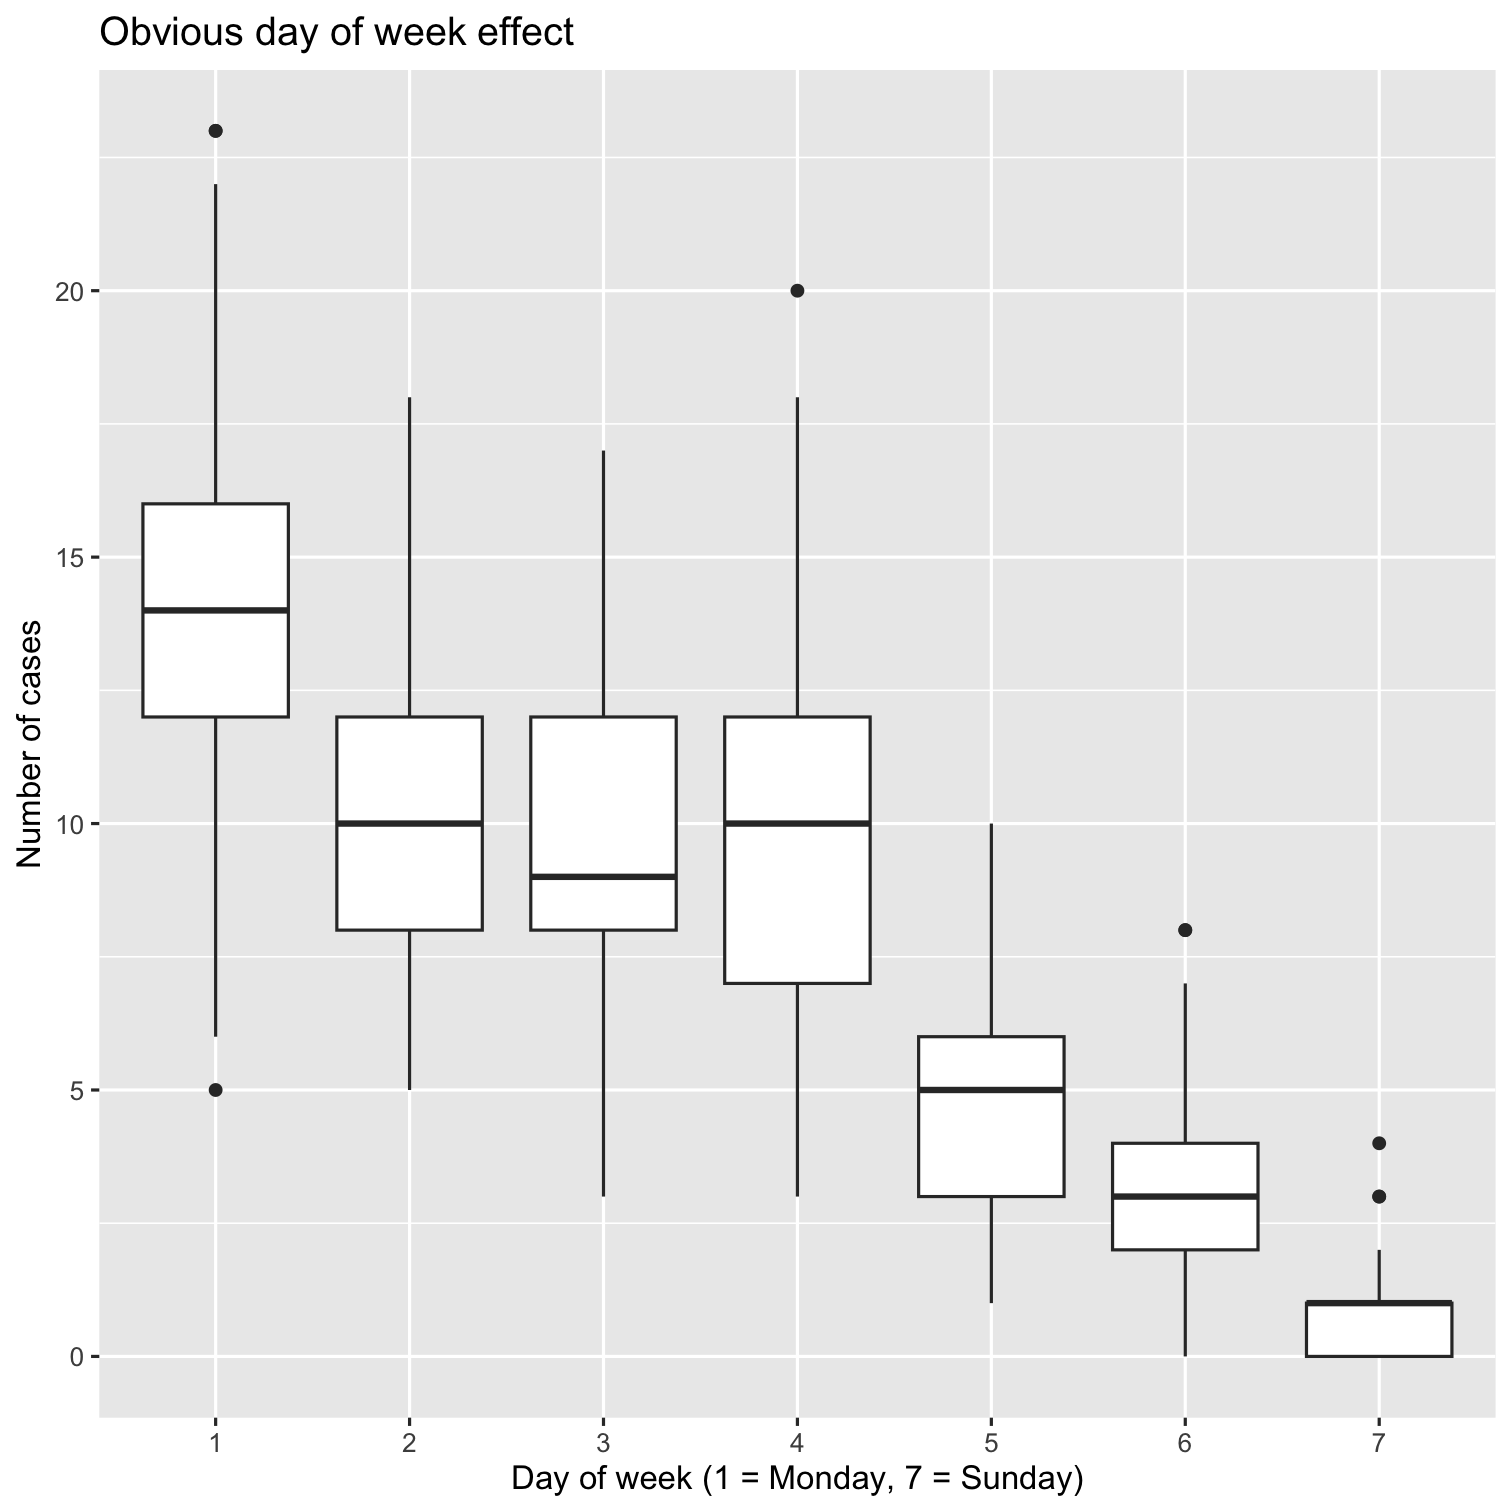 Obvious day of week effect
Number of cases
20
15
10
5
0
1 2 3 4 5 6 7
Day of week (1 = Monday, 7 = Sunday)